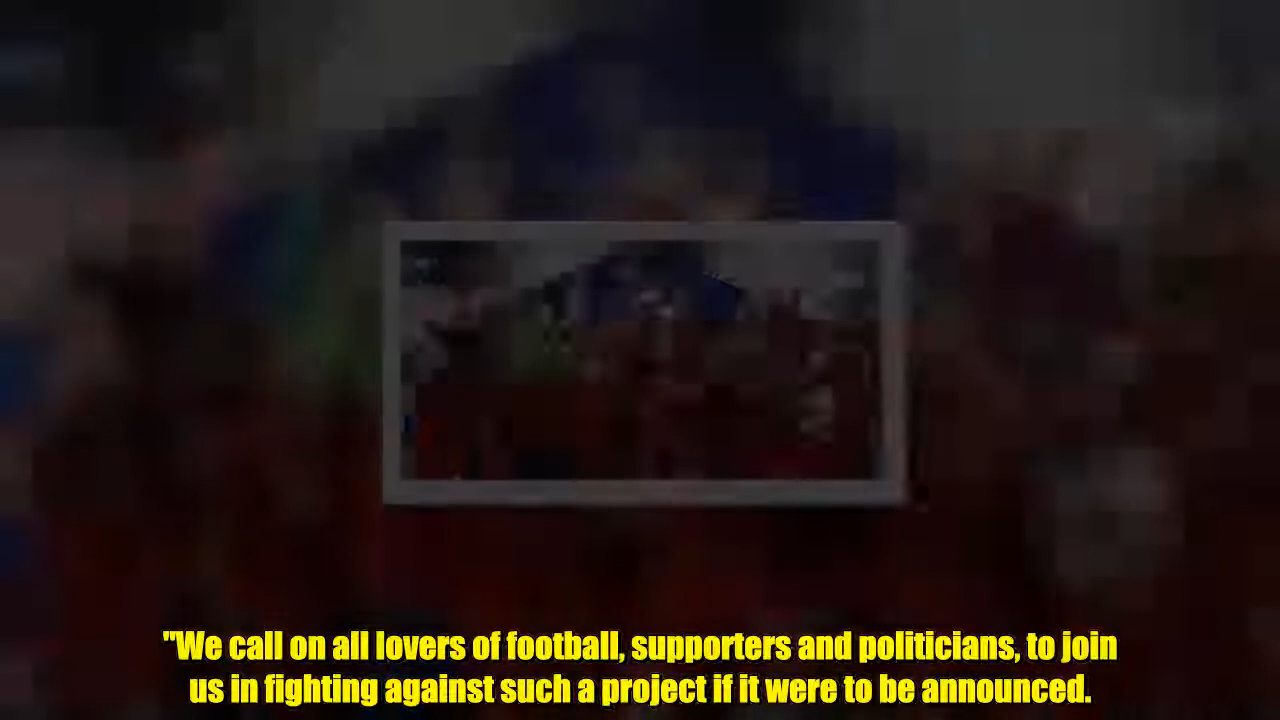 "We call on all lovers of football, supporters and politicians, to join
us in fighting against such a project if it were to be announced.